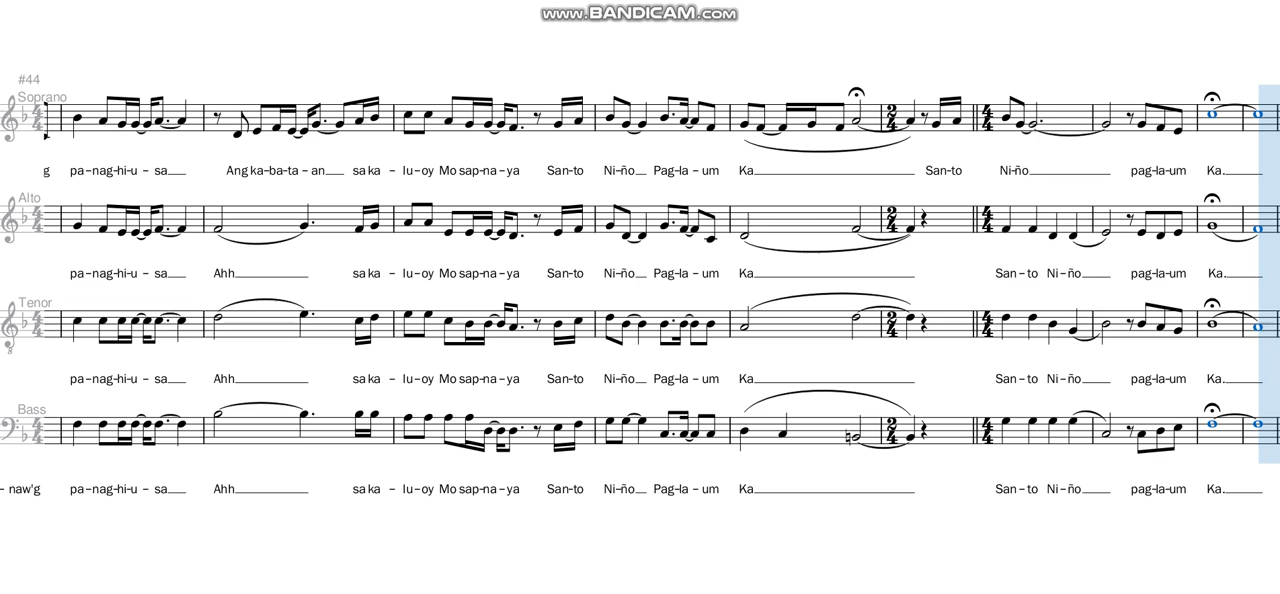 www.BANDICAM.com
#44
Soprano
g pa-nag-hi-u - sa Ang ka-ba-ta - an sa ka - lu-oy Mo sap-na-ya San-to Ni-ño Pag-la-um Ka San-to Ni-ño pag-la-um Ka.
Alto
pa-nag-hi-u - sa Ahh sa ka - lu-oy Mo sap-na-ya San-to Ni-ño Pag-la-um Ka San-to Ni-ño pag-la-um Ka.
Tenor
pa-nag-hi-u - sa Ahh sa ka - lu-oy Mo sap-na-ya San-to Ni-ño Pag-la-um Ka San-to Ni-ño pag-la-um Ka.
Bass
- naw'g pa-nag-hi-u - sa Ahh sa ka - lu-oy Mo sap-na-ya San-to Ni-ño Pag-la-um Ka San-to Ni-ño pag-la-um Ka.